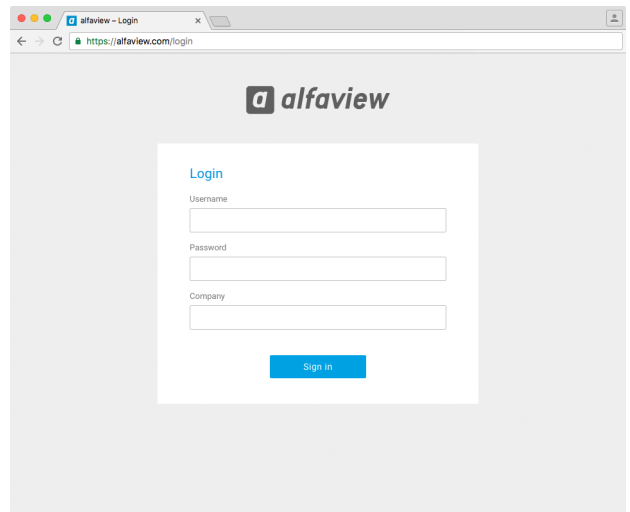 alfaview – Login
https://alfaview.com/login
a alfaview
Login
Username
Password
Company
Sign in